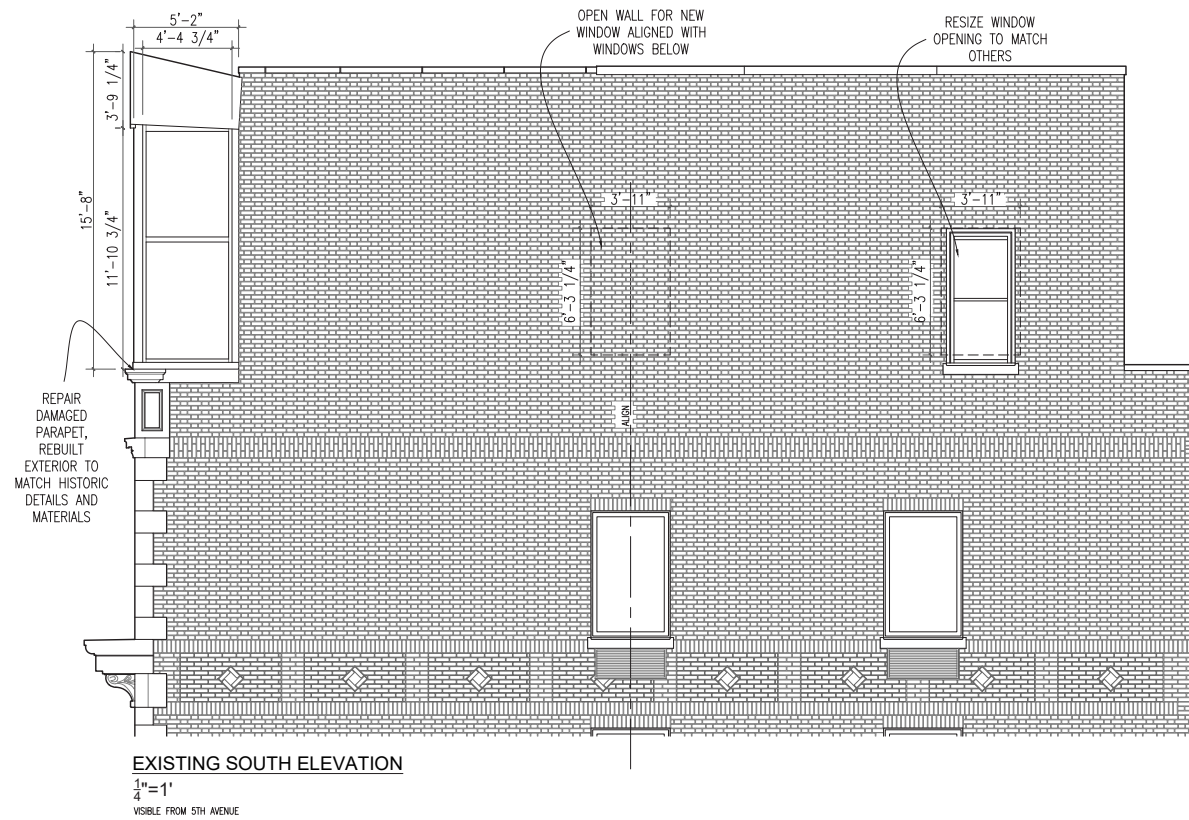 OPEN WALL FOR NEW
WINDOW ALIGNED WITH
WINDOWS BELOW
RESIZE WINDOW
OPENING TO MATCH
OTHERS
5'-2"
4'-4 3/4"
3'-9 1/4"
15'-8"
11'-10 3/4"
3'-11"
6'-3 1/4"
3'-11"
6'-3 1/4"
ALIGN
REPAIR
DAMAGED
PARAPET,
REBUILT
EXTERIOR TO
MATCH HISTORIC
DETAILS AND
MATERIALS
EXISTING SOUTH ELEVATION
1/4"=1'
VISIBLE FROM 5TH AVENUE